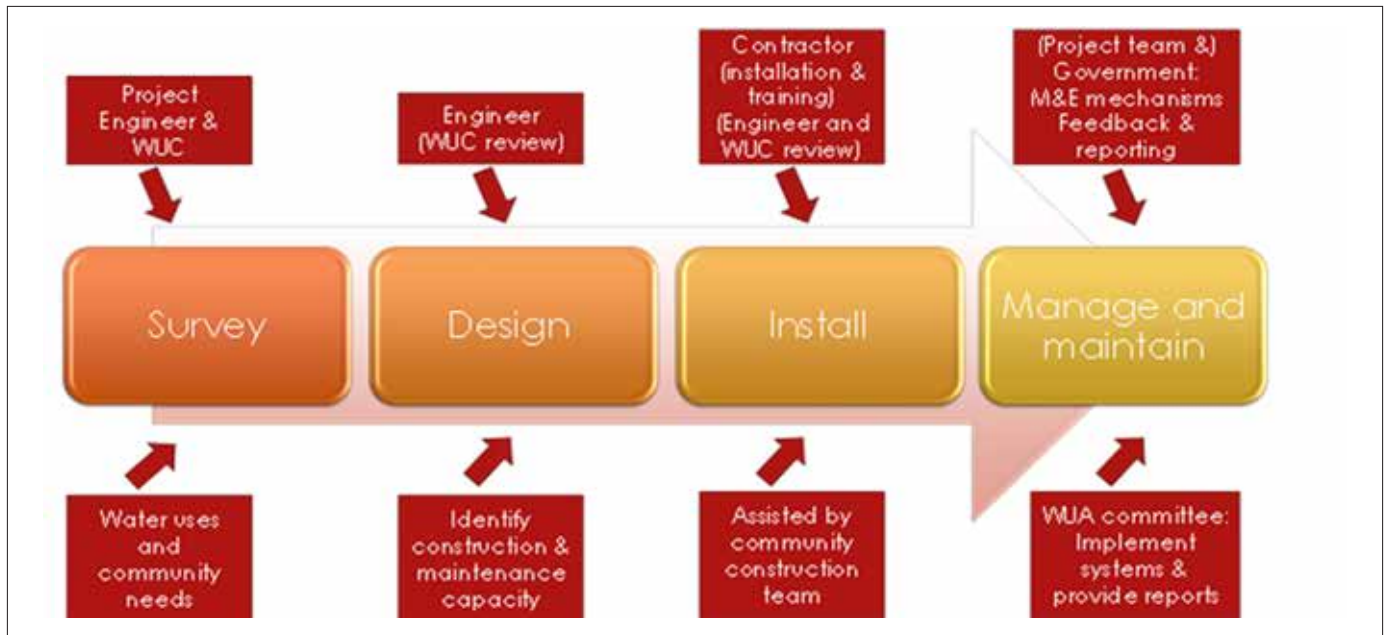 Project
Engineer &
WUC
Engineer
(WUC review)
Contractor
(installation &
training)
(Engineer and
WUC review)
(Project team &)
Government:
M&E mechanisms
Feedback &
reporting
Survey
Design
Install
Manage and
maintain
Water uses
and
community
needs
Identify
construction &
maintenance
capacity
Assisted by
community
construction
team
WUA committee:
Implement
systems &
provide reports